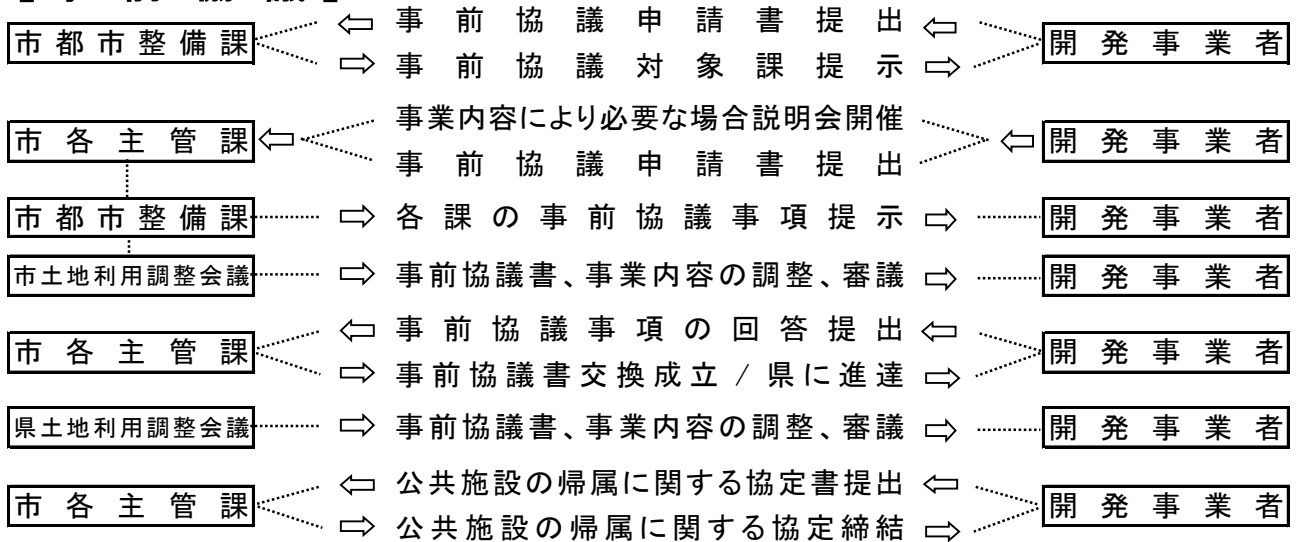 市都市整備課 ⇦ 事前協議申請書提出 ⇦ 開発事業者
⇨ 事前協議対象課提示 ⇨
市各主管課 ⇦ 事業内容により必要な場合説明会開催 ⇦ 開発事業者
事前協議申請書提出
市都市整備課 ⇨ 各課の事前協議事項提示 ⇨ 開発事業者
市土地利用調整会議 ⇨ 事前協議書、事業内容の調整、審議 ⇨ 開発事業者
市各主管課 ⇦ 事前協議事項の回答提出 ⇦ 開発事業者
⇨ 事前協議書交換成立 / 県に進達 ⇨
県土地利用調整会議 ⇨ 事前協議書、事業内容の調整、審議 ⇨ 開発事業者
市各主管課 ⇦ 公共施設の帰属に関する協定書提出 ⇦ 開発事業者
⇨ 公共施設の帰属に関する協定締結 ⇨